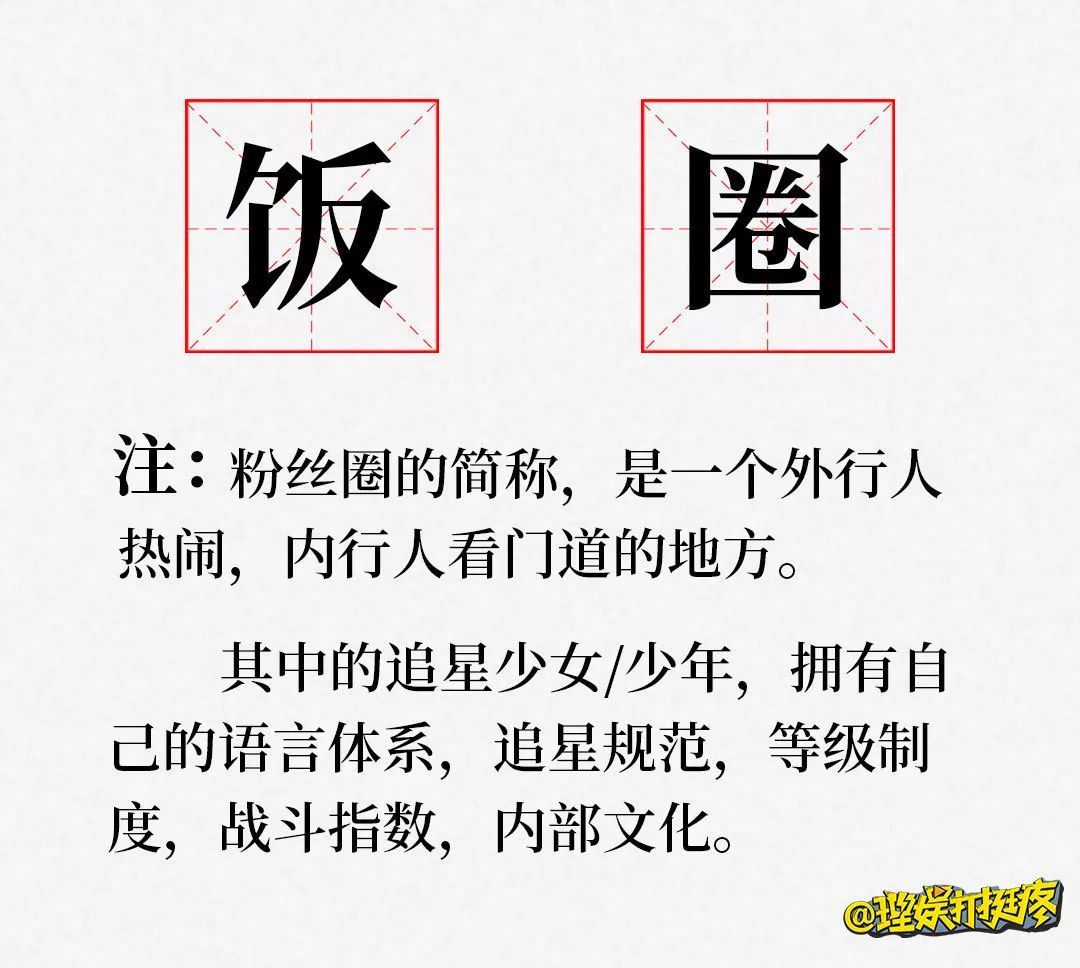 饭 圈
注：粉丝圈的简称，是一个外行人
热闹，内行人看门道的地方。
其中的追星少女/少年，拥有自
己的语言体系，追星规范，等级制
度，战斗指数，内部文化。
@理娱打挺疼